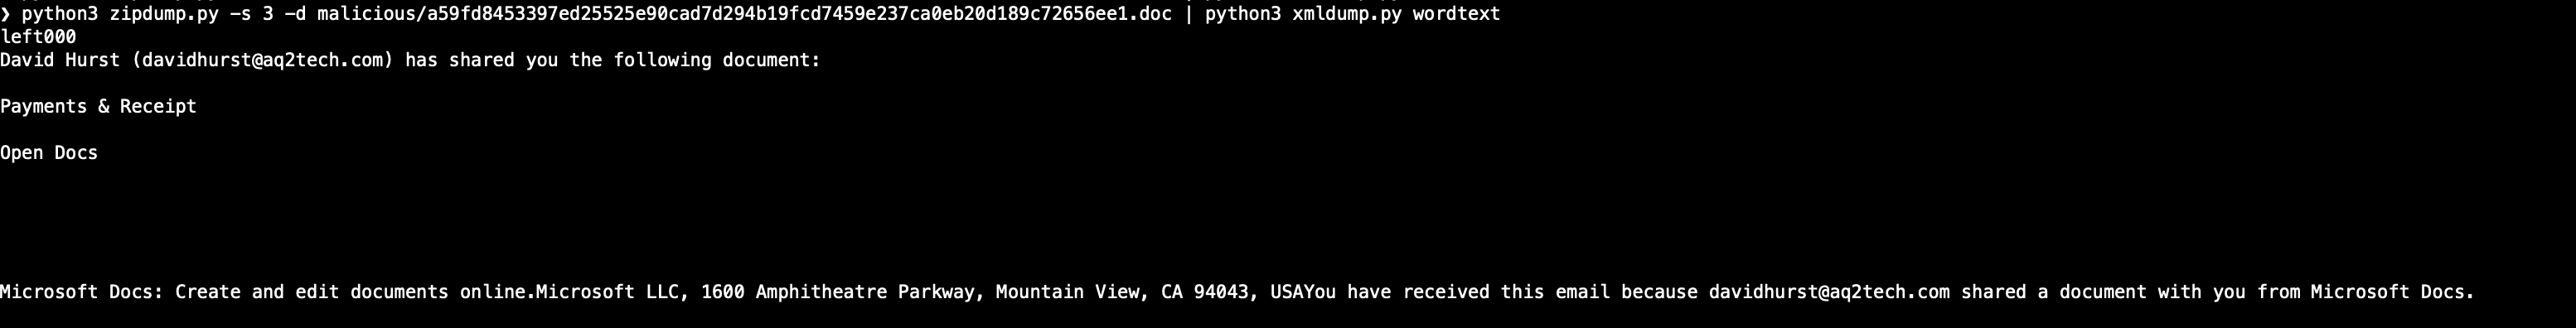 ❯ python3 zipdump.py -s 3 -d malicious/a59fd8453397ed25525e90cad7d294b19fcd7459e237ca0eb20d189c72656ee1.doc | python3 xmldump.py wordtext
left000
David Hurst (davidhurst@aq2tech.com) has shared you the following document:
Payments & Receipt
Open Docs
Microsoft Docs: Create and edit documents online.Microsoft LLC, 1600 Amphitheatre Parkway, Mountain View, CA 94043, USAYou have received this email because davidhurst@aq2tech.com shared a document with you from Microsoft Docs.